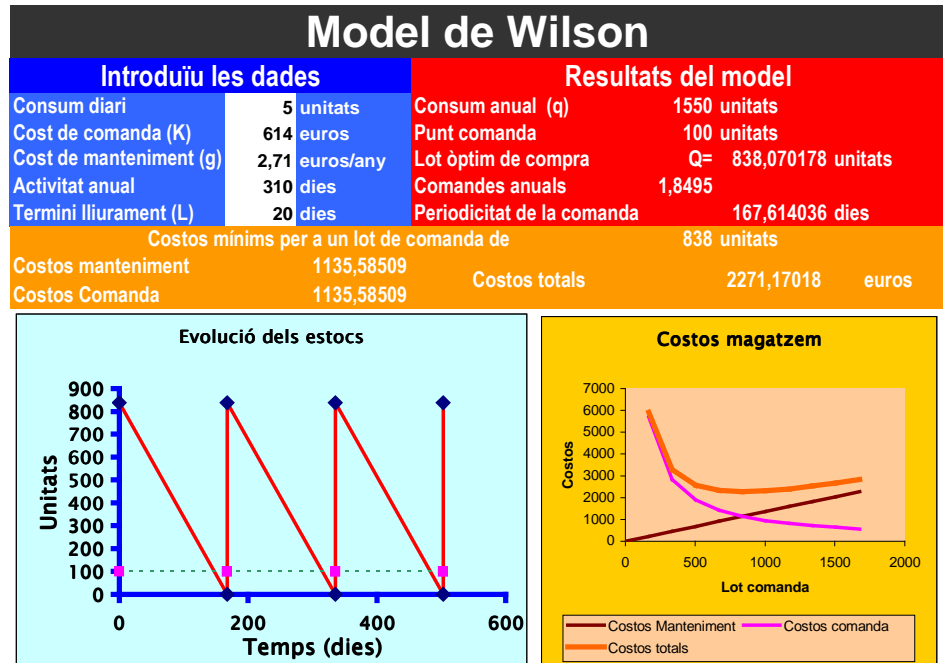 Model de Wilson
Introduïu les dades
Resultats del model
Consum diari 5 unitats Consum anual (q) 1550 unitats
Cost de comanda (K) 614 euros Punt comanda 100 unitats
Cost de manteniment (g) 2,71 euros/any Lot òptim de compra Q= 838,070178 unitats
Activitat anual 310 dies Comandes anuals 1,8495
Termini lliurament (L) 20 dies Periodicitat de la comanda 167,614036 dies
Costos mínims per a un lot de comanda de 838 unitats
Costos manteniment 1135,58509
Costos Comanda 1135,58509
Costos totals 2271,17018 euros
Evolució dels estocs
900
800
700
600
500
400
300
200
100
0
Unitats
0 200 400 600
Temps (dies)
Costos magatzem
7000
6000
5000
4000
3000
2000
1000
0
Costos
0 500 1000 1500 2000
Lot comanda
Costos Manteniment Costos comanda
Costos totals